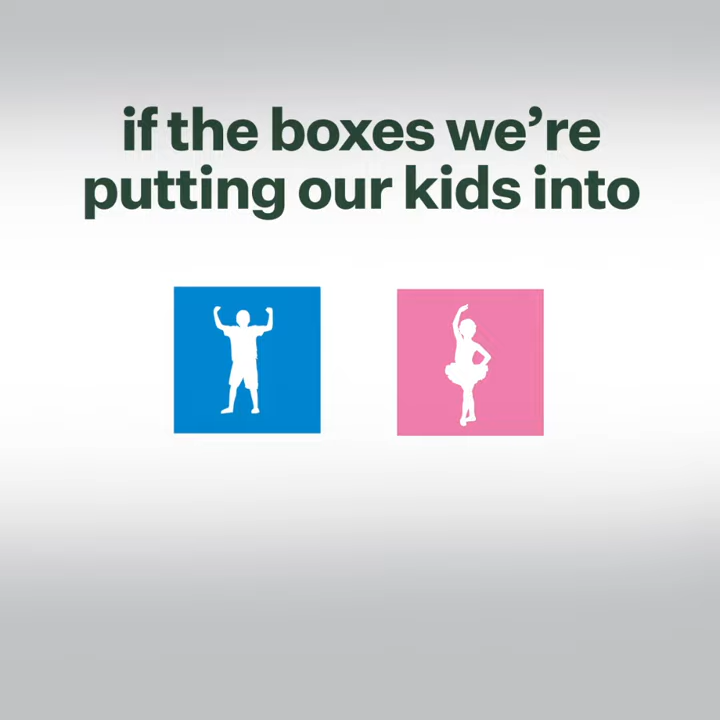 if the boxes we’re
putting our kids into